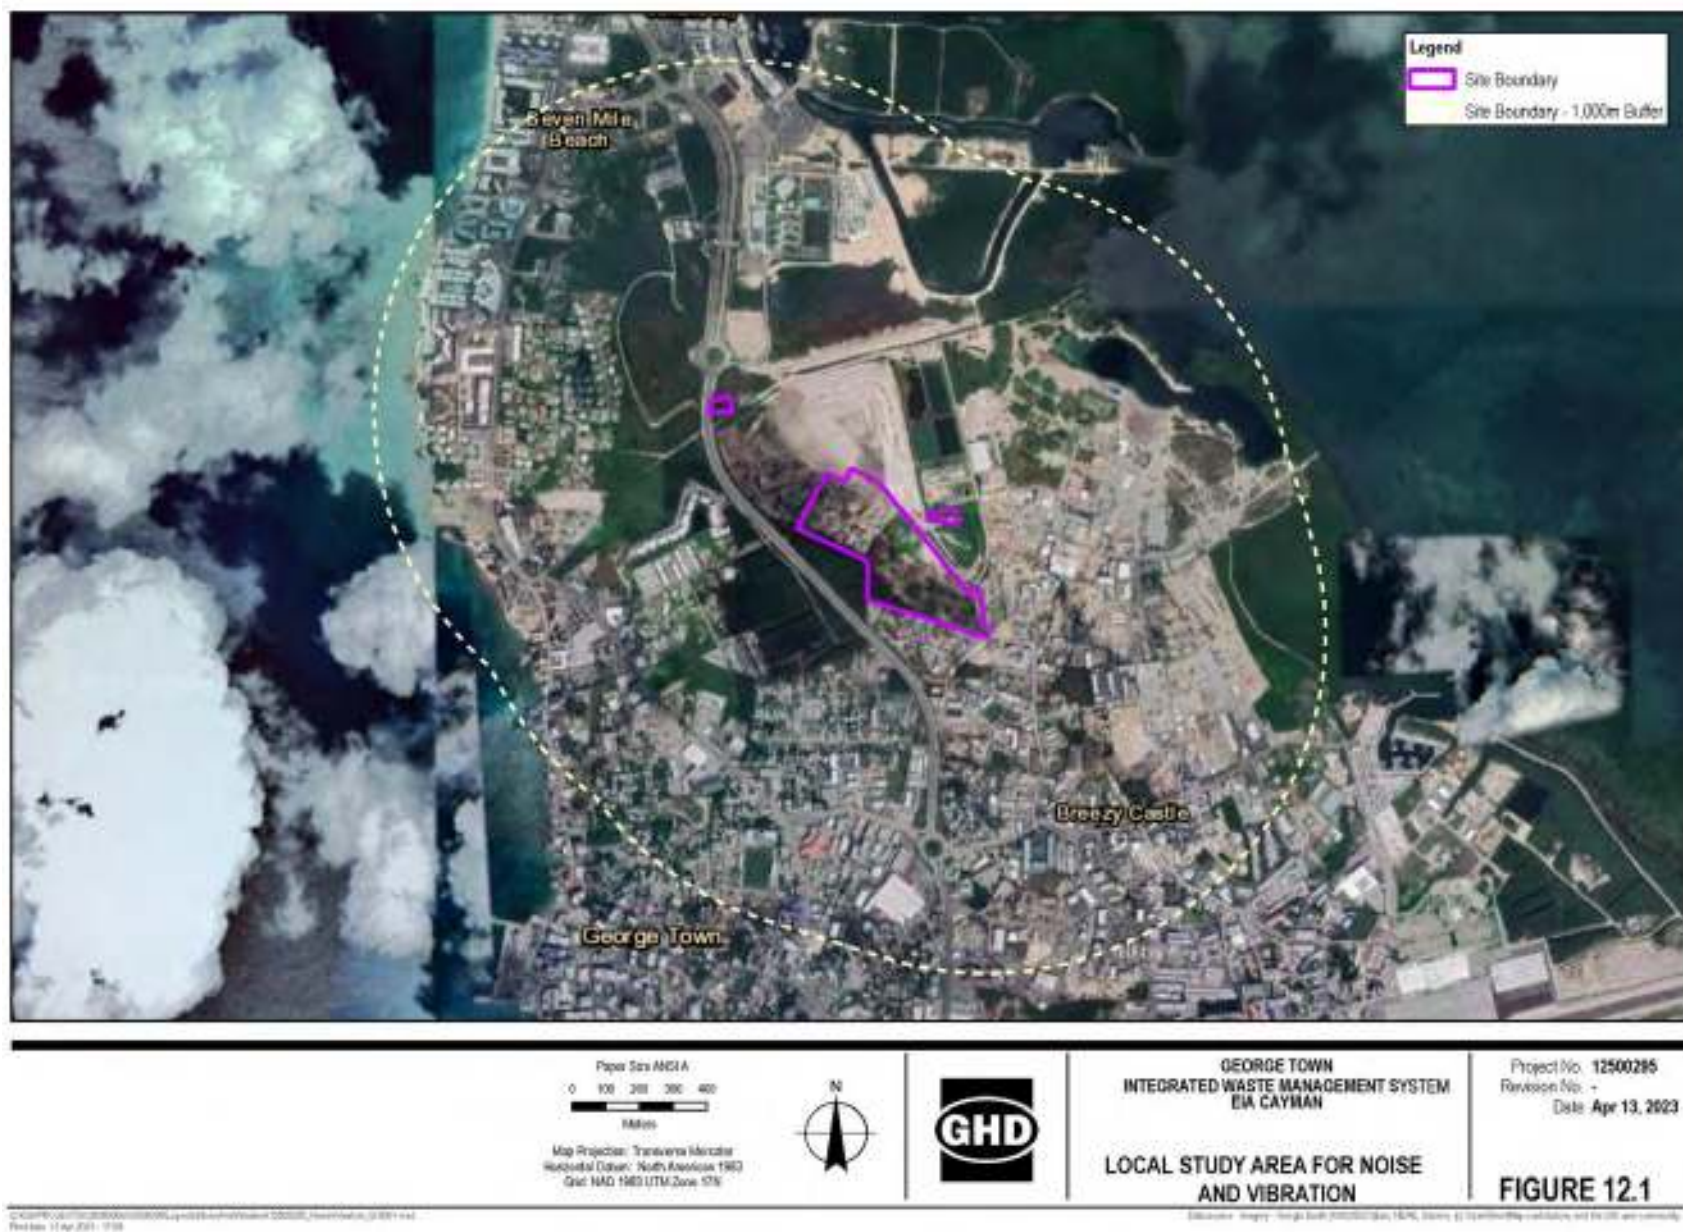 Seven Mile
Beach
Legend
Site Boundary
Site Boundary - 1,000m Buffer
Breezy Castle
George Town
Paper Size ANSI A
0 100 200 300 400
Meters
Map Projection: Transverse Mercator
Horizontal Datum: North American 1983
Grid: NAD 1983 UTM Zone 17N
N
GHD
GEORGE TOWN
INTEGRATED WASTE MANAGEMENT SYSTEM
EIA CAYMAN
LOCAL STUDY AREA FOR NOISE
AND VIBRATION
Project No. 12500295
Revision No. -
Date Apr 13, 2023
FIGURE 12.1